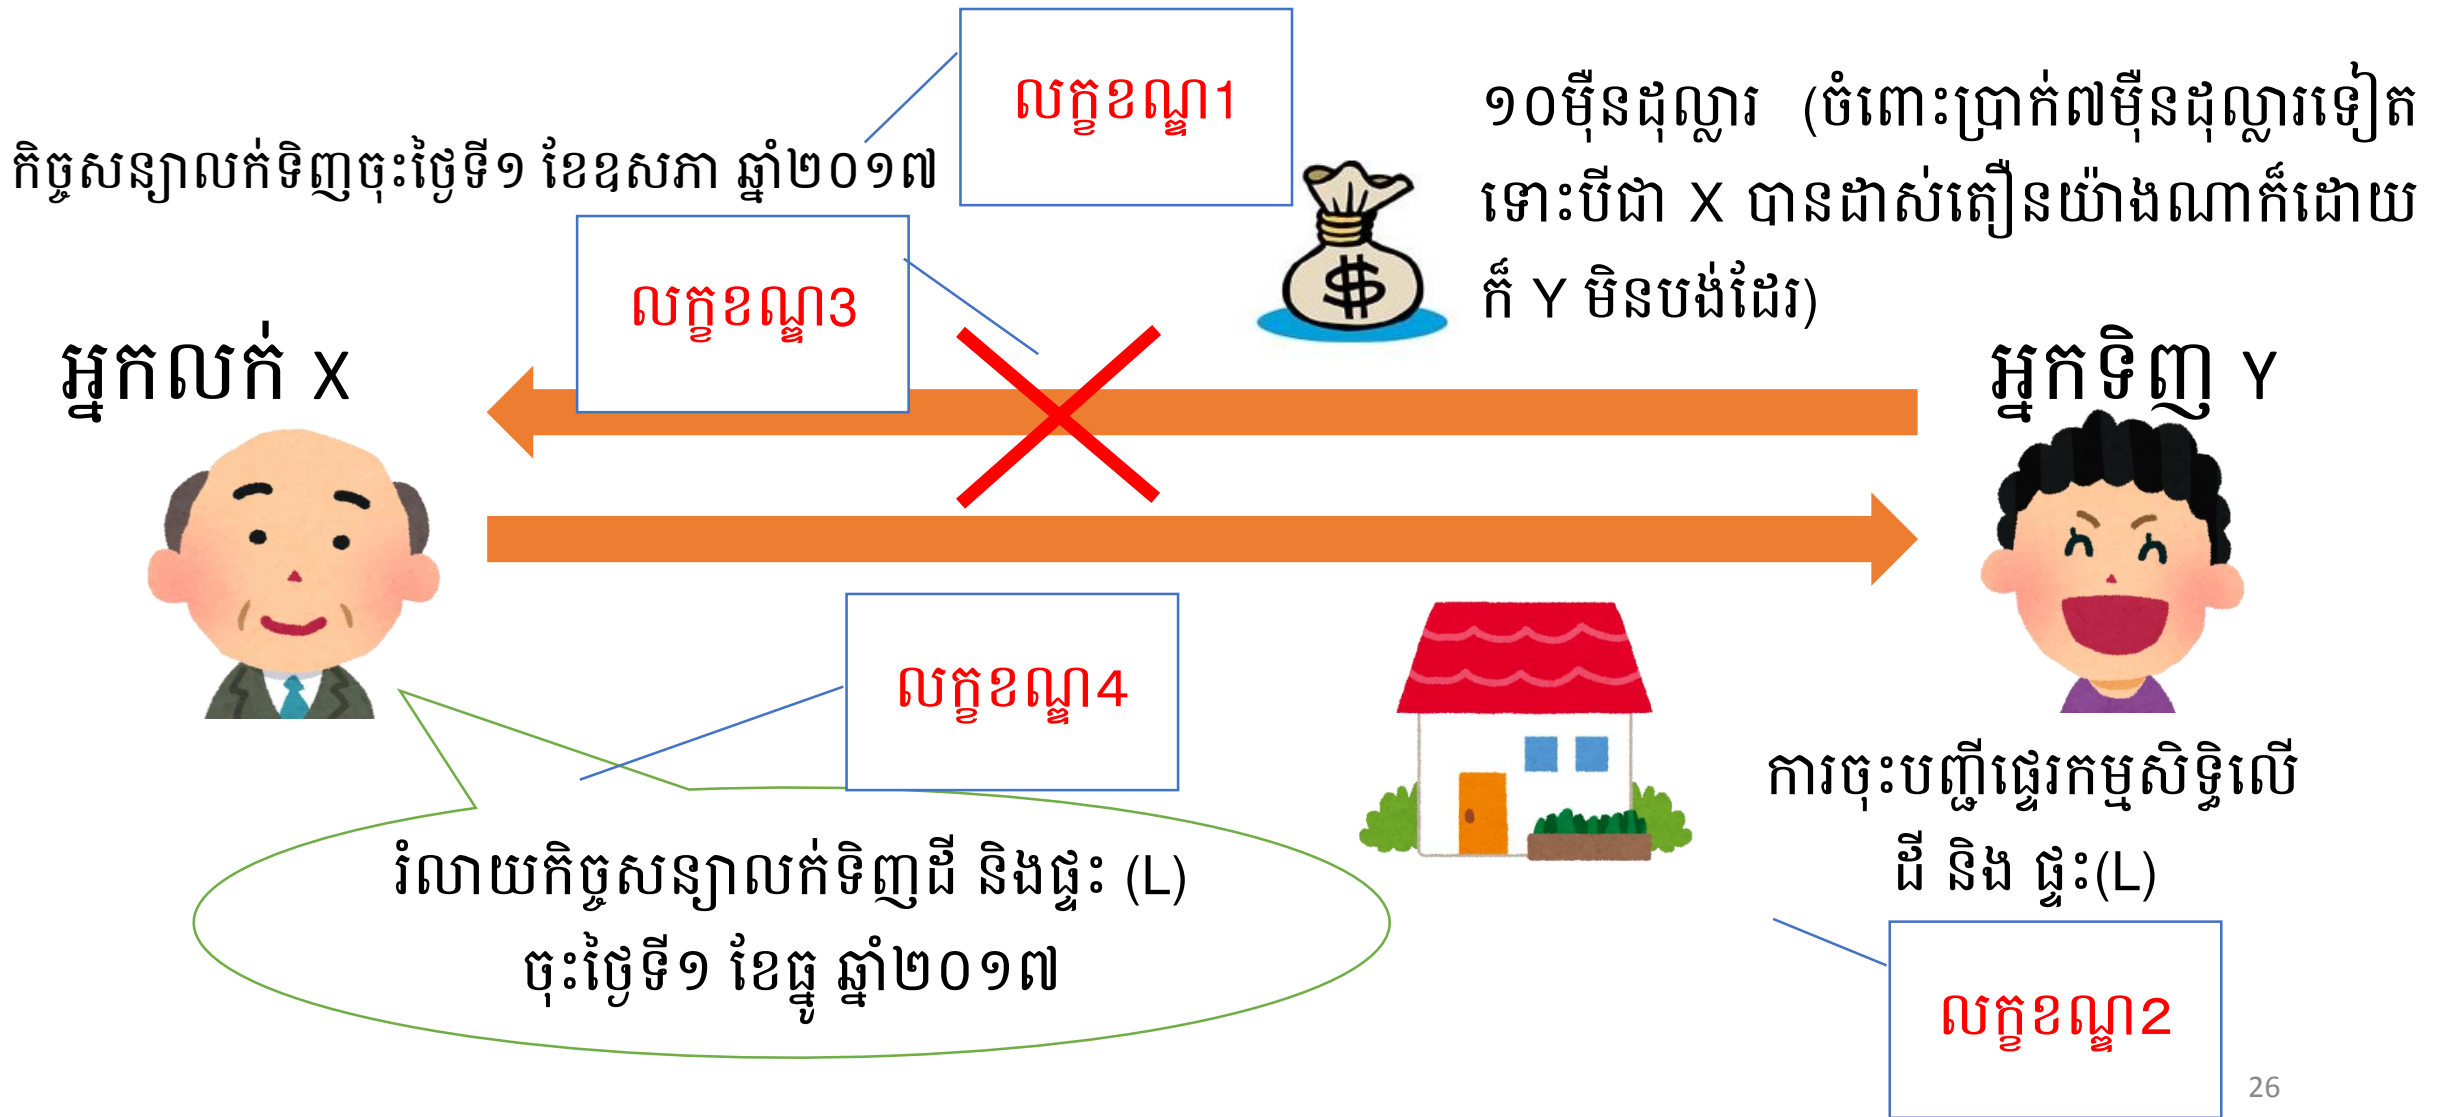 លក្ខខណ្ឌ1
១០ម៉ឺនដុល្លារ (ចំពោះប្រាក់៧ម៉ឺនដុល្លារទៀត
ទោះបីជា X បានដាស់តឿនយ៉ាងណាក៏ដោយ
ក៏ Y មិនបង់ដែរ)
កិច្ចសន្យាលក់ទិញចុះថ្ងៃទី១ ខែឧសភា ឆ្នាំ២០១៧
លក្ខខណ្ឌ3
អ្នកលក់ X
អ្នកទិញ Y
លក្ខខណ្ឌ4
ការចុះបញ្ជីផ្ទេរកម្មសិទ្ធិលើ
ដី និង ផ្ទះ(L)
រំលាយកិច្ចសន្យាលក់ទិញដី និងផ្ទះ (L)
ចុះថ្ងៃទី១ ខែធ្នូ ឆ្នាំ២០១៧
លក្ខខណ្ឌ2
26